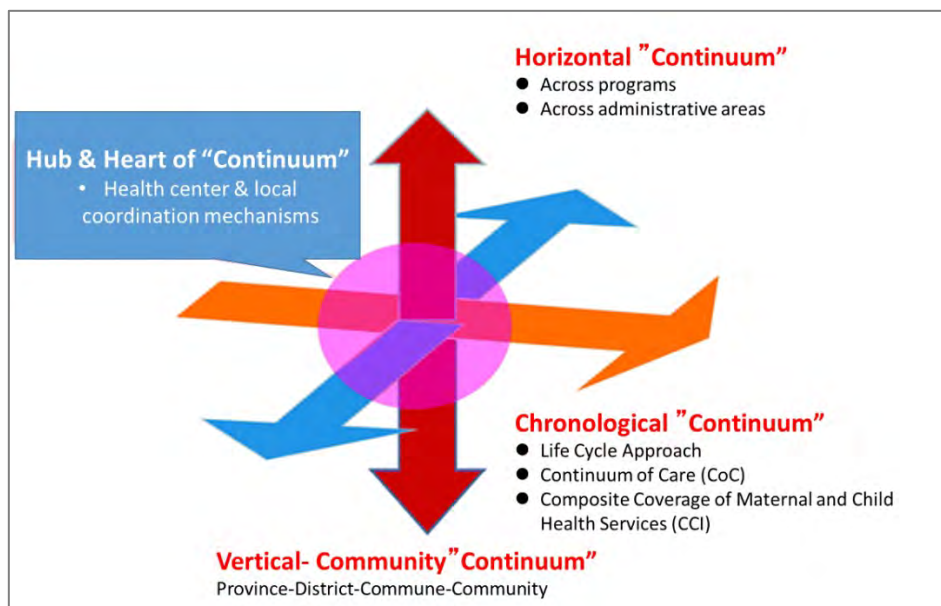 Horizontal "Continuum"
● Across programs
● Across administrative areas
Hub & Heart of "Continuum"
• Health center & local
coordination mechanisms
Chronological "Continuum"
● Life Cycle Approach
● Continuum of Care (CoC)
● Composite Coverage of Maternal and Child
Health Services (CCI)
Vertical- Community "Continuum"
Province-District-Commune-Community